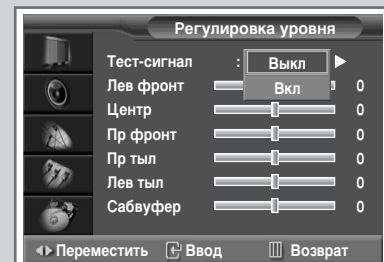 Регулировка уровня
Тест-сигнал : Выкл
Лев фронт Вкл 0
Центр 0
Пр фронт 0
Пр тыл 0
Лев тыл 0
Сабвуфер 0
Переместить Ввод Возврат